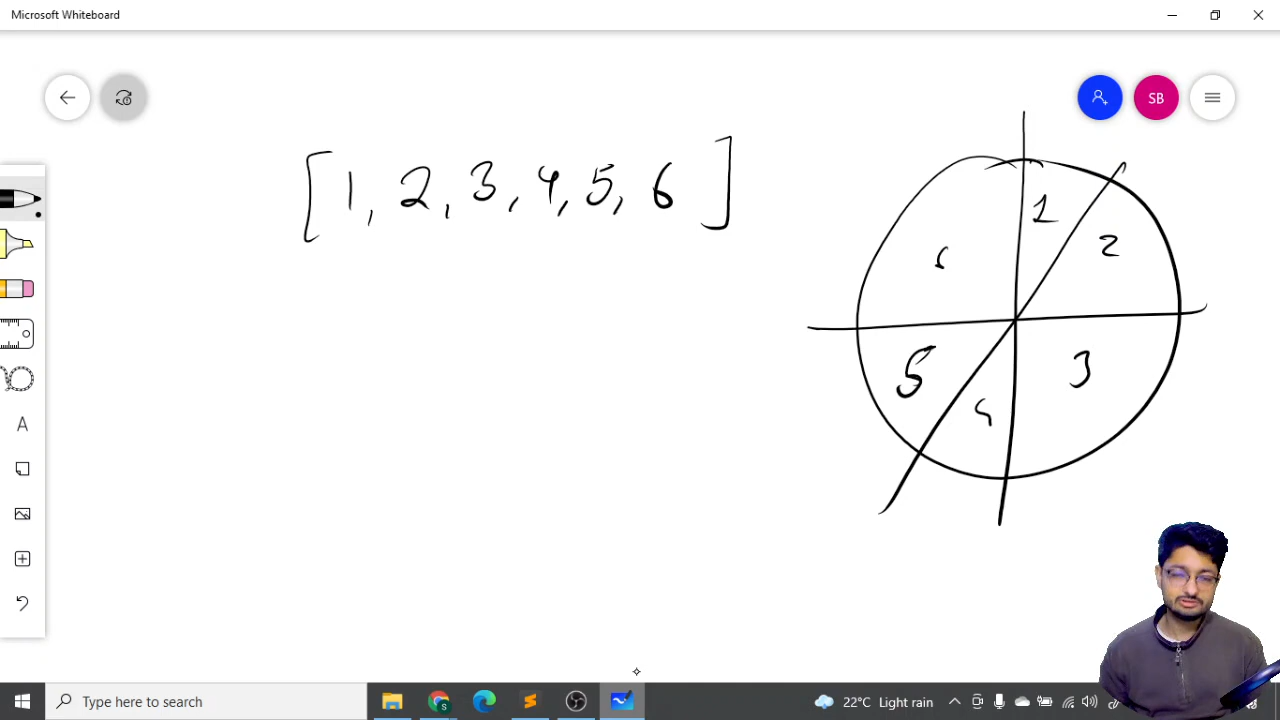 Microsoft Whiteboard
SB
[1, 2, 3, 4, 5, 6]
1
2
6
3
5
4
A
Type here to search
22°C Light rain